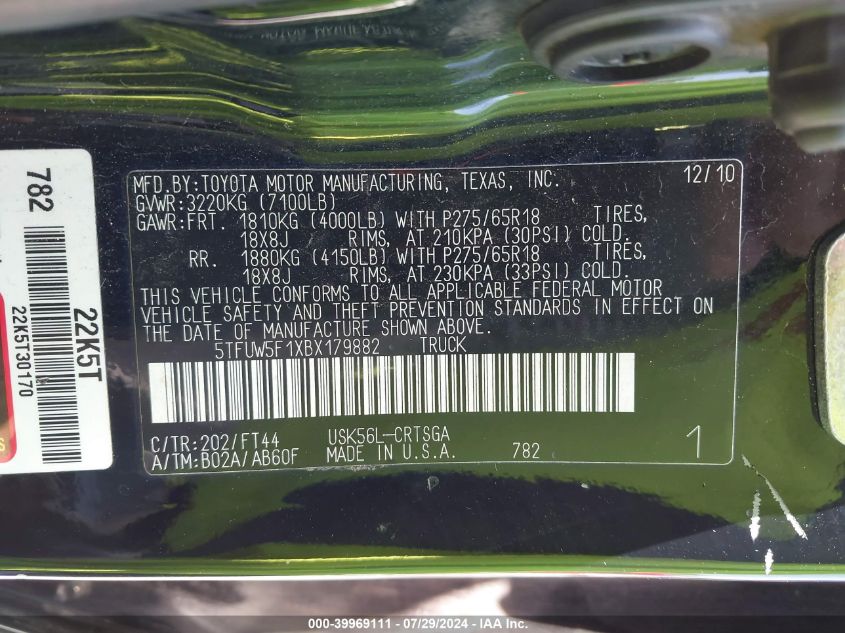 MFD.BY:TOYOTA MOTOR MANUFACTURING, TEXAS, INC. 12/10
GVWR:3220KG (7100LB)
GAWR:FRT. 1810KG (4000LB) WITH P275/65R18 TIRES,
18X8J RIMS, AT 210KPA (30PSI) COLD.
RR. 1880KG (4150LB) WITH P275/65R18 TIRES,
18X8J RIMS, AT 230KPA (33PSI) COLD.
THIS VEHICLE CONFORMS TO ALL APPLICABLE FEDERAL MOTOR
VEHICLE SAFETY AND THEFT PREVENTION STANDARDS IN EFFECT ON
THE DATE OF MANUFACTURE SHOWN ABOVE.
5TFUW5F1XBX179882 TRUCK
C/TR:202/FT44 USK56L-CRTSGA
A/TM:B02A/AB60F MADE IN U.S.A. 782 1
782
22K5T
22K5T30170
000-39969111 - 07/29/2024 - IAA Inc.